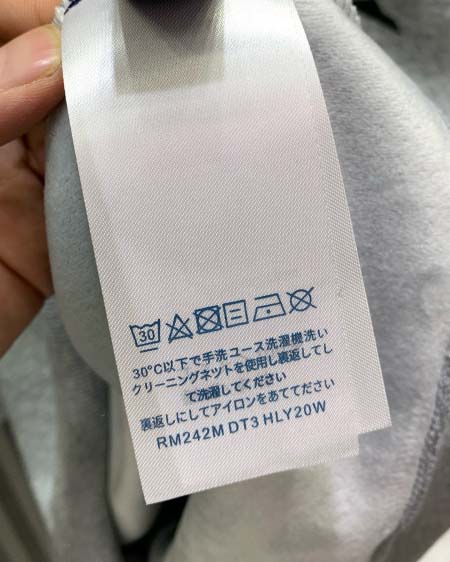 30
30°C以下で手洗ユース洗濯機洗い
クリーニングネットを使用し裏返してし
て洗濯してください
裏返しにしてアイロンをあててださい
RM242M DT3 HLY20W